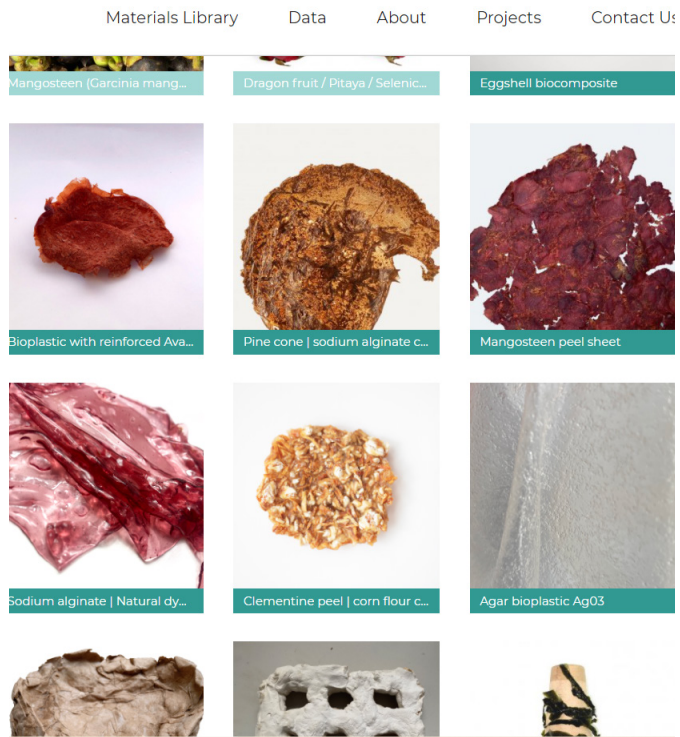 Materials Library Data About Projects Contact Us
Mangosteen (Garcinia mang...
Dragon fruit / Pitaya / Selenic...
Eggshell biocomposite
Bioplastic with reinforced Ava...
Pine cone | sodium alginate c...
Mangosteen peel sheet
Sodium alginate | Natural dy...
Clementine peel | corn flour c...
Agar bioplastic Ag03